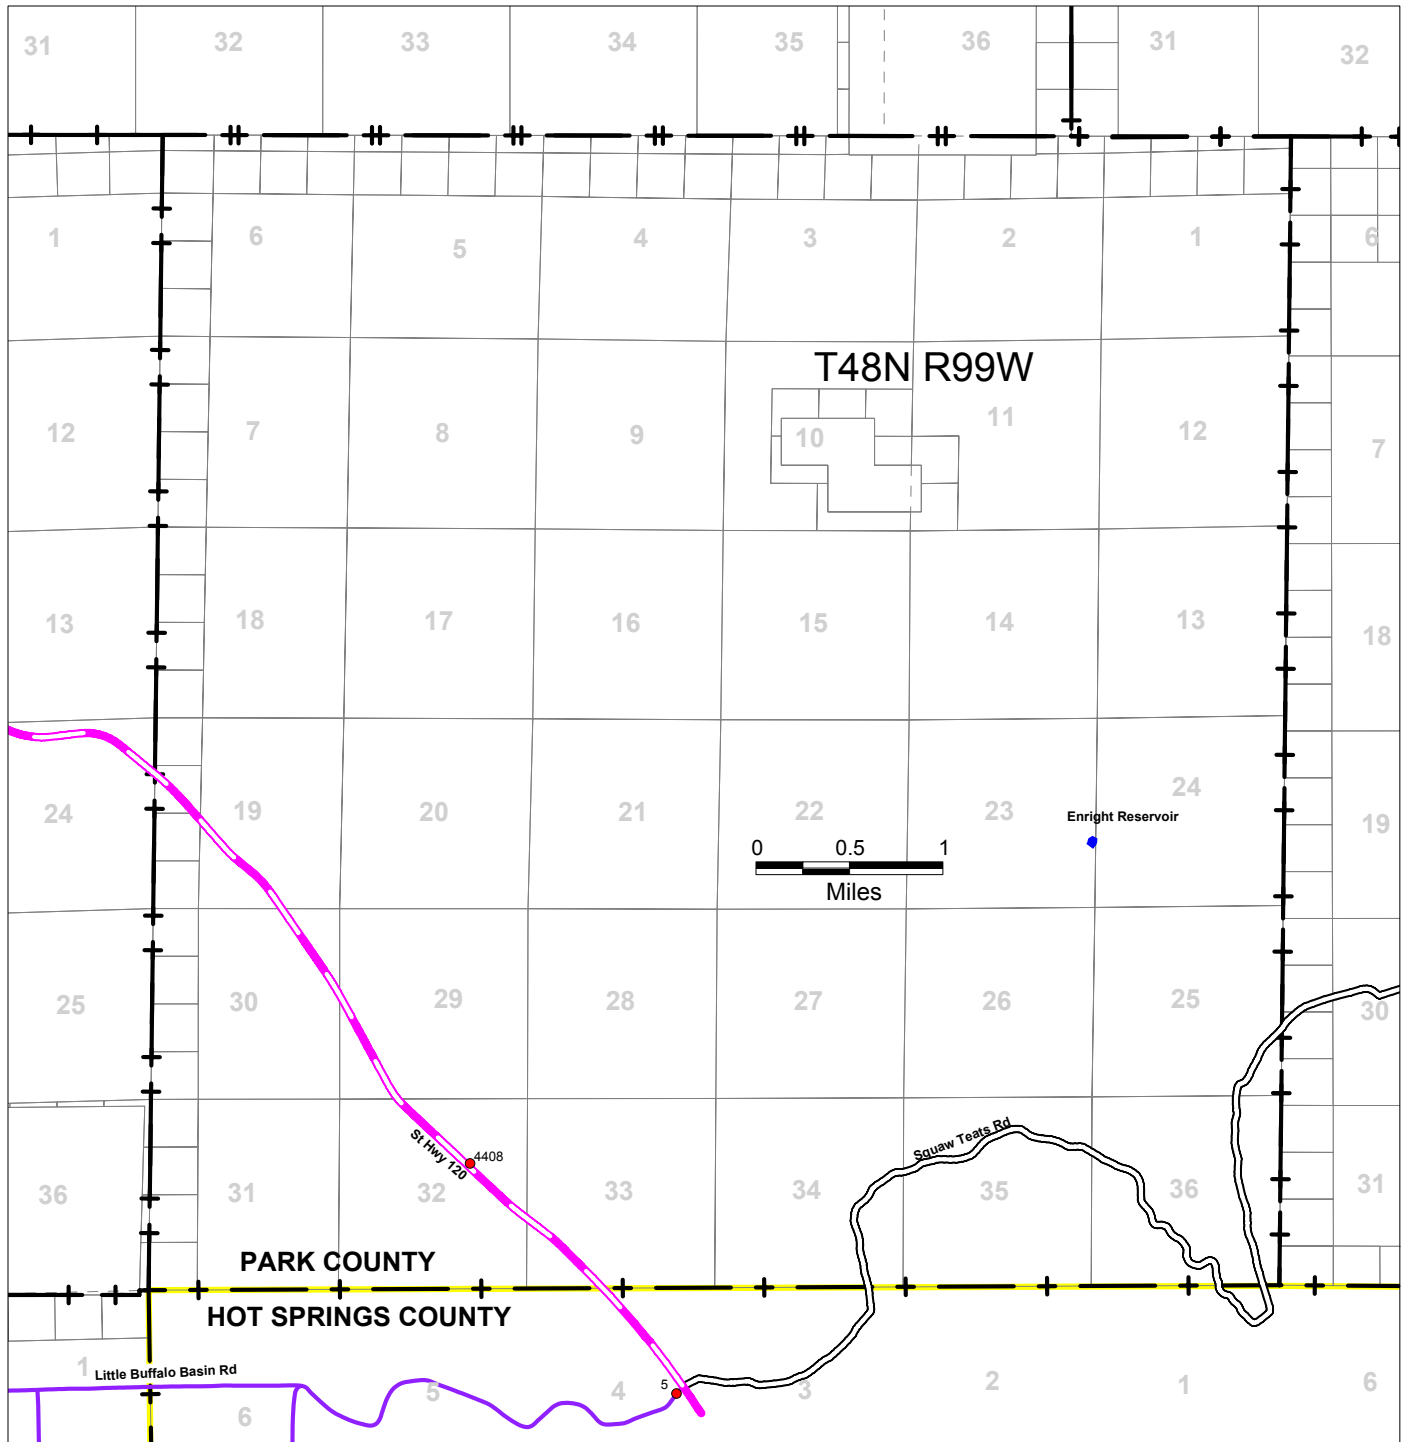 31 32 33 34 35 36 31 32
1 6 5 4 3 2 1 6
T48N R99W
12 7 8 9 10 11 12 7
13 18 17 16 15 14 13 18
24 19 20 21 22 23 24 19
Enright Reservoir
0 0.5 1
Miles
25 30 29 28 27 26 25 30
Squaw Teats Rd
St Hwy 120
4408
36 31 32 33 34 35 36 31
PARK COUNTY
HOT SPRINGS COUNTY
Little Buffalo Basin Rd
5
1 6 5 4 3 2 1 6